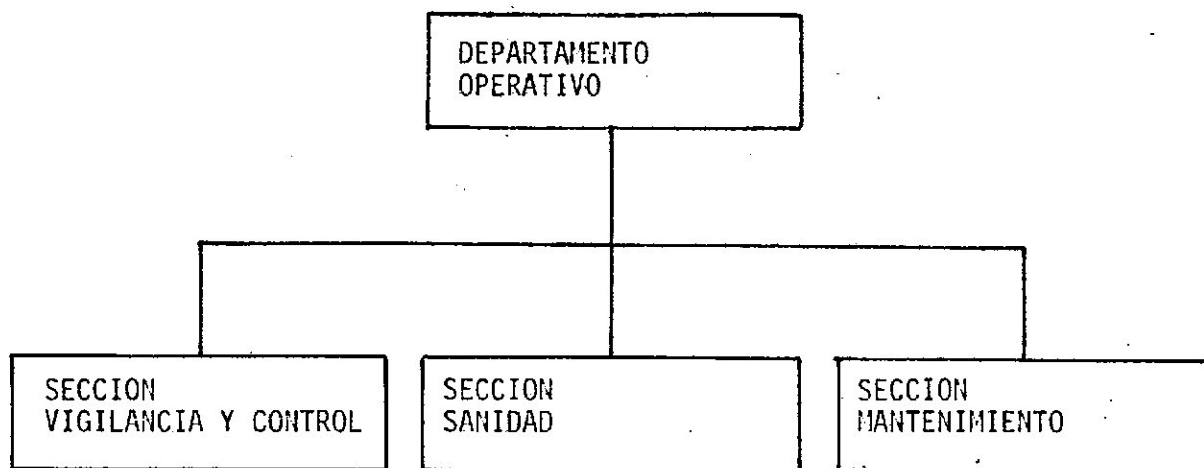 DEPARTAMENTO
OPERATIVO
SECCION
VIGILANCIA Y CONTROL
SECCION
SANIDAD
SECCION
MANTENIMIENTO